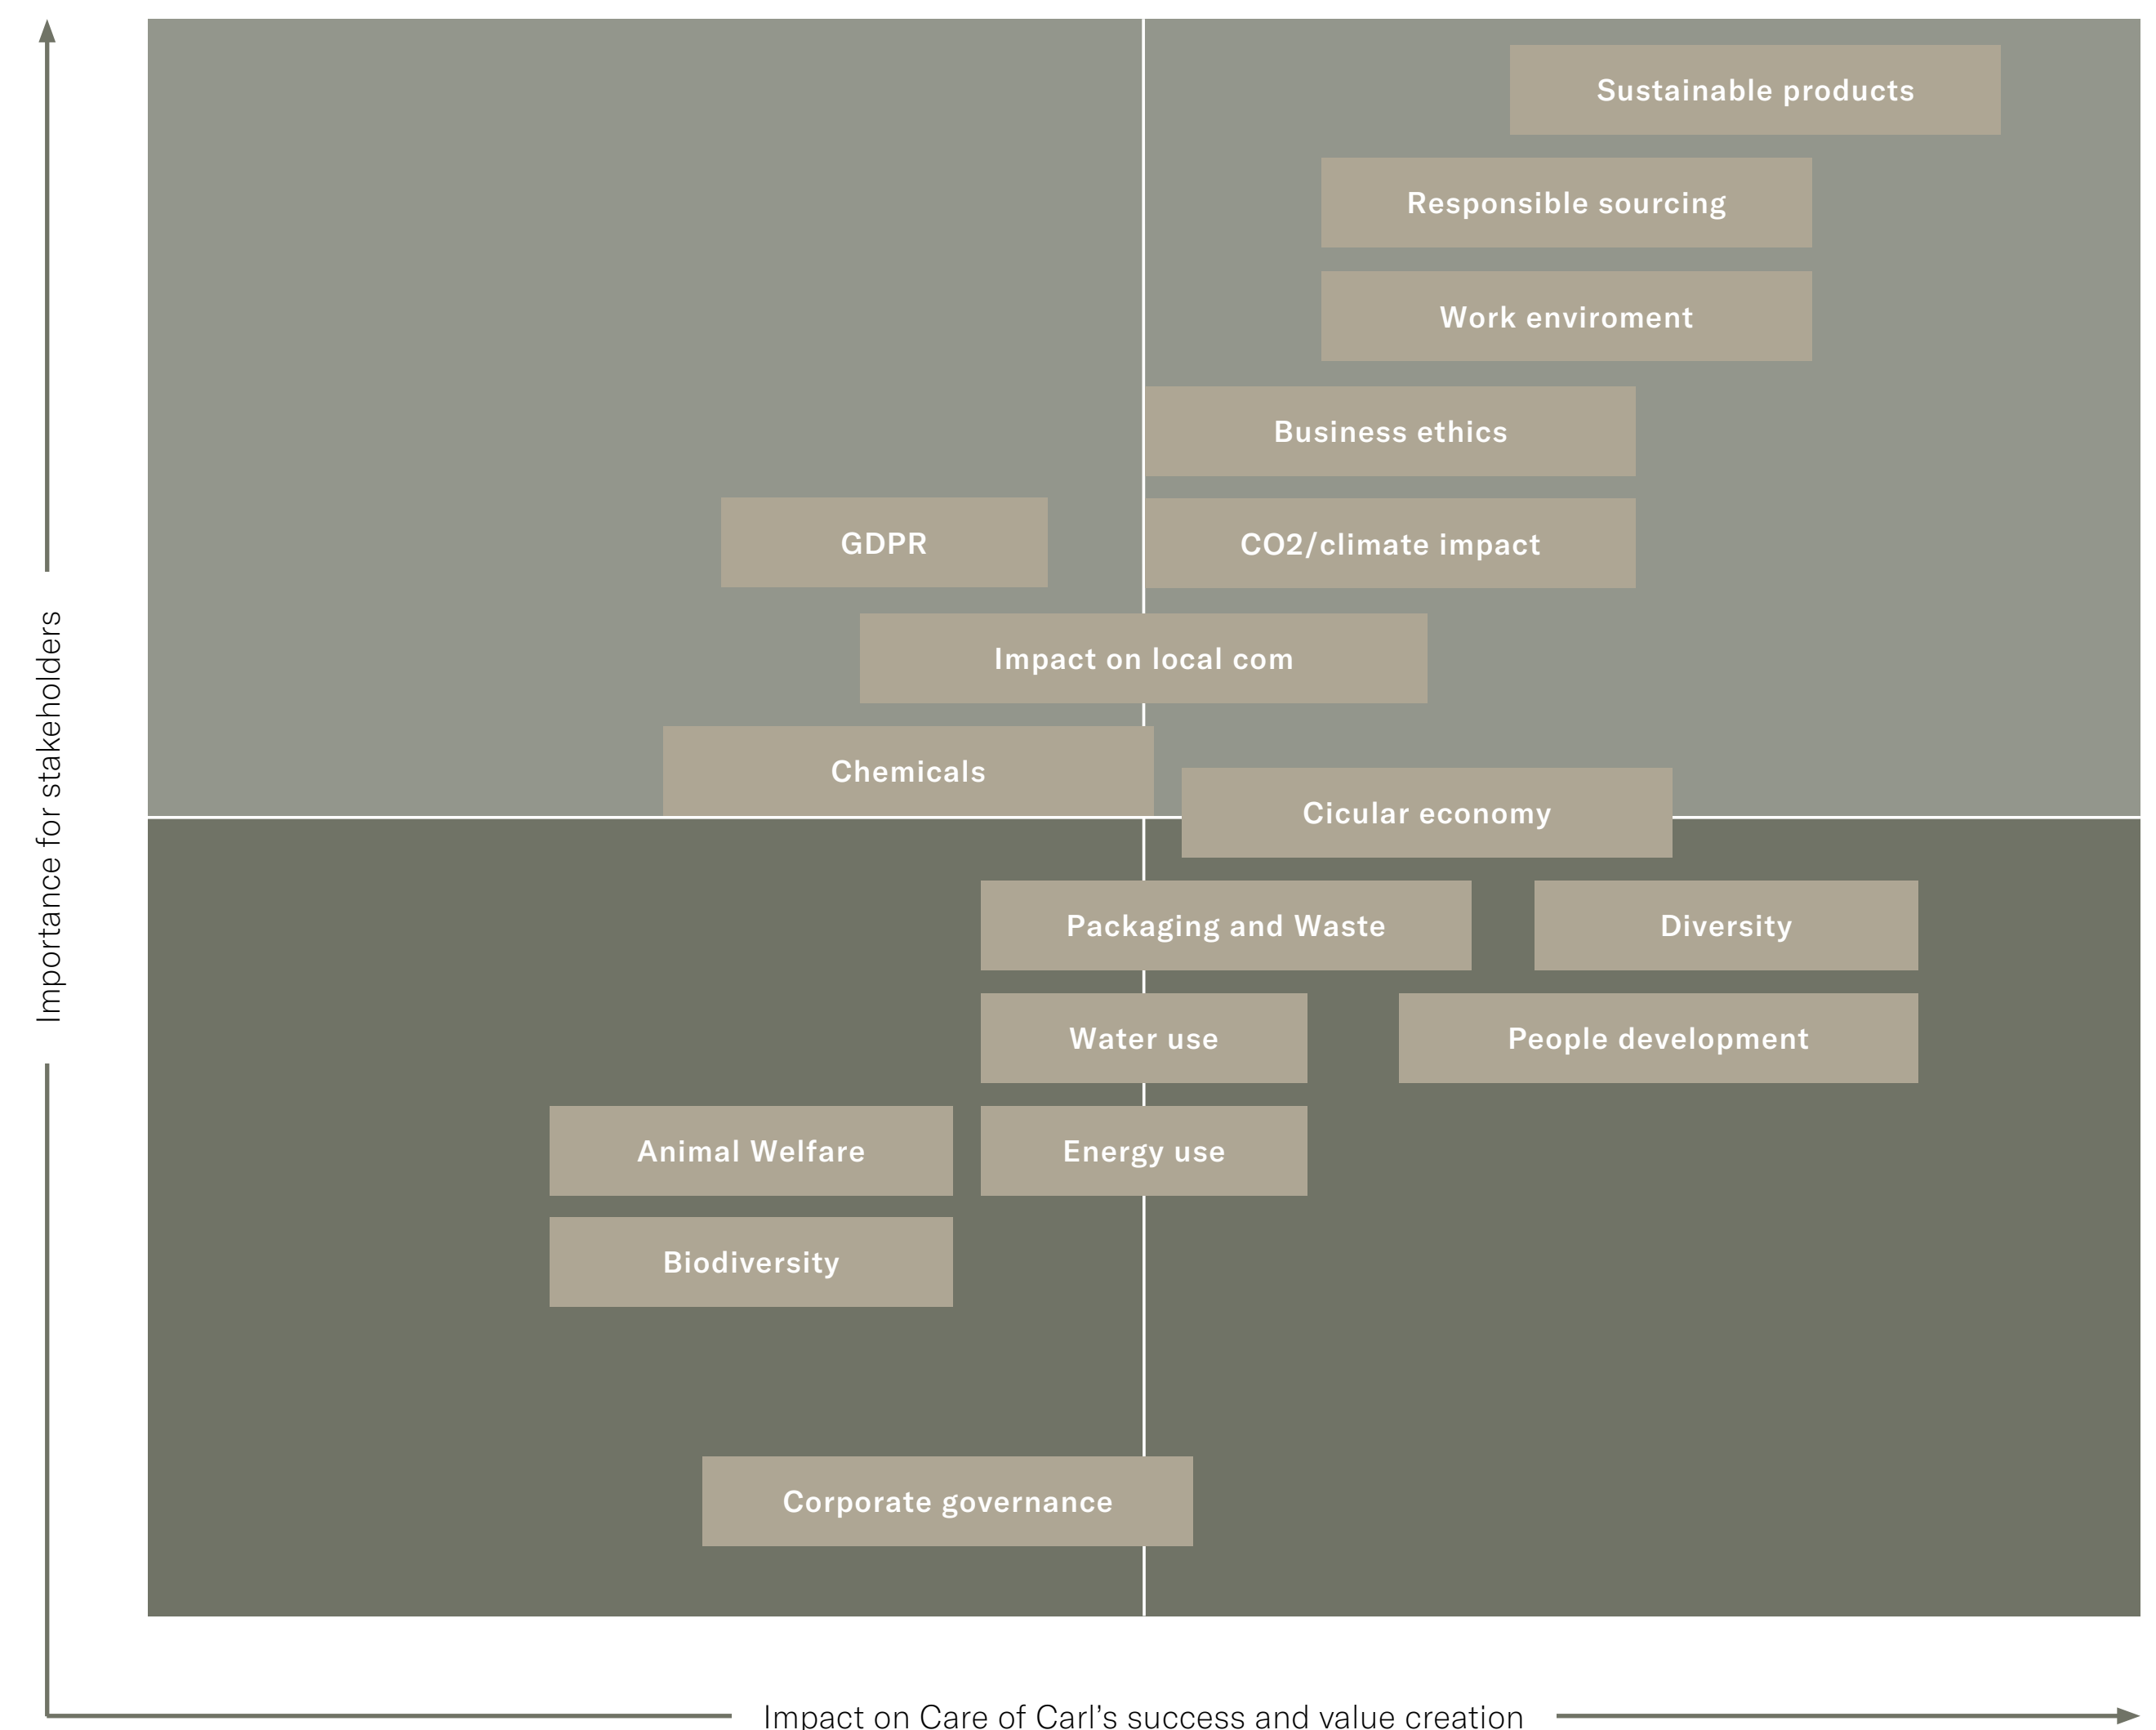 Sustainable products
Responsible sourcing
Work enviroment
Business ethics
GDPR
CO2/climate impact
Impact on local com
Chemicals
Cicular economy
Packaging and Waste
Diversity
Water use
People development
Animal Welfare
Energy use
Biodiversity
Corporate governance
Importance for stakeholders
Impact on Care of Carl’s success and value creation